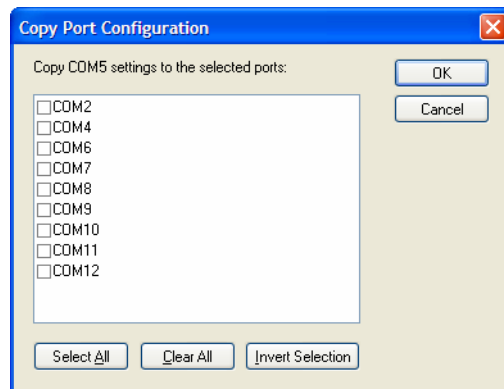 Copy Port Configuration
Copy COM5 settings to the selected ports:
OK
Cancel
COM2
COM4
COM6
COM7
COM8
COM9
COM10
COM11
COM12
Select All
Clear All
Invert Selection